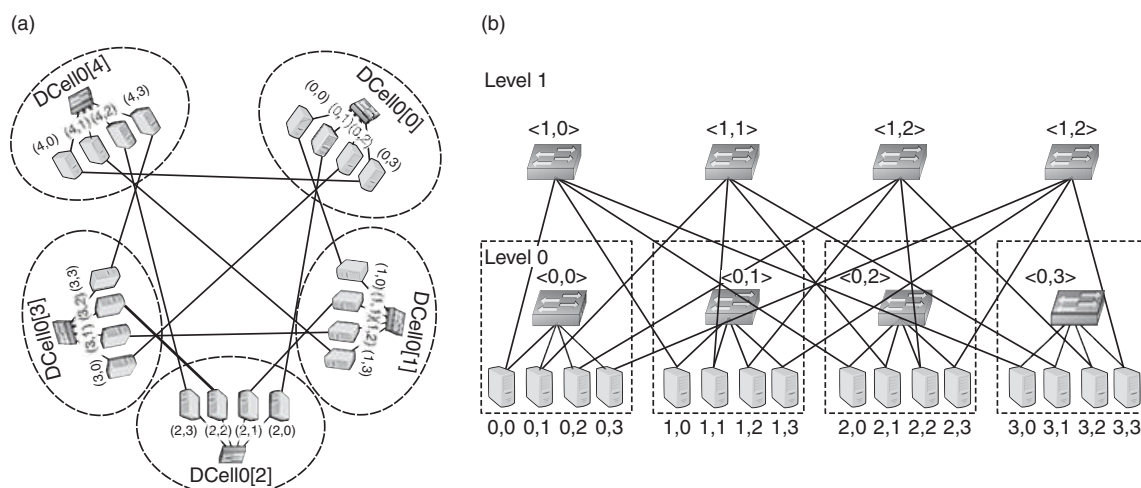 (a)
DCell0[4]
(4,0)
(4,1)
(4,2)
(4,3)
DCell0[0]
(0,0)
(0,1)
(0,2)
(0,3)
DCell0[3]
(3,3)
(3,2)
(3,1)
(3,0)
DCell0[1]
(1,0)
(1,1)
(1,2)
(1,3)
(2,3) (2,2) (2,1) (2,0)
DCell0[2]
(b)
Level 1
<1,0> <1,1> <1,2> <1,2>
Level 0
<0,0> <0,1> <0,2> <0,3>
0,0 0,1 0,2 0,3 1,0 1,1 1,2 1,3 2,0 2,1 2,2 2,3 3,0 3,1 3,2 3,3